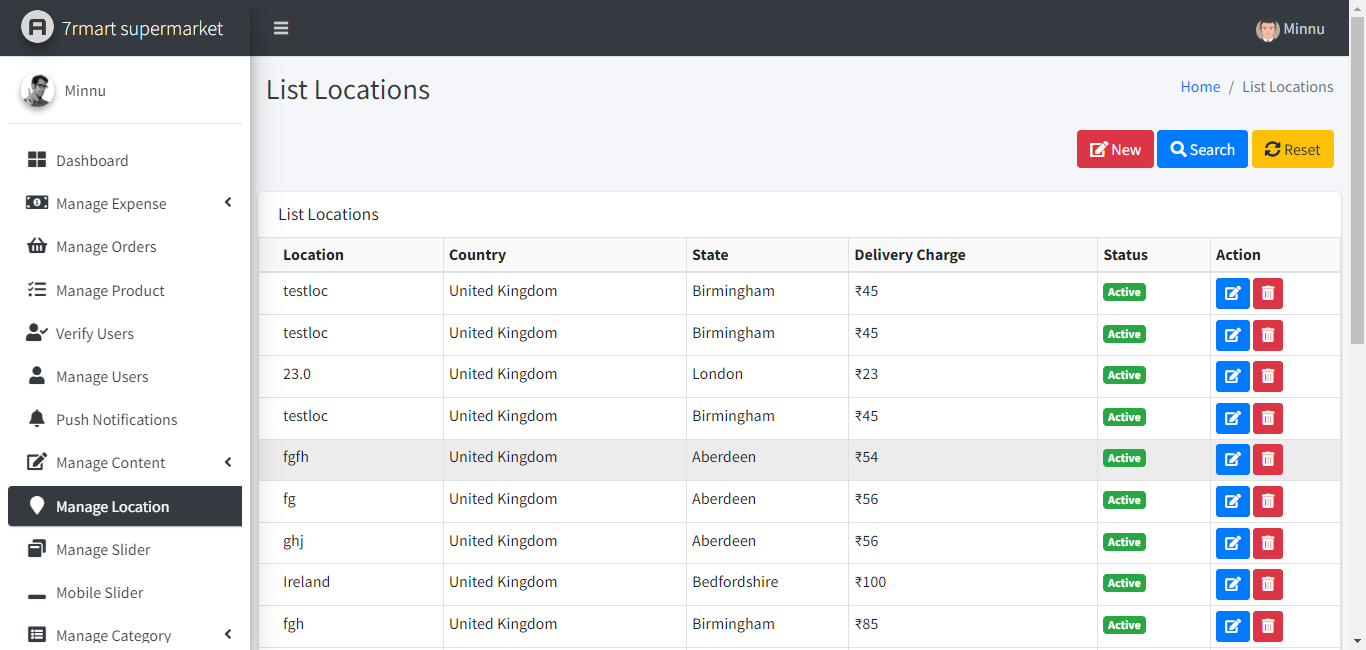 7rmart supermarket
Minnu
Minnu
Dashboard
Manage Expense
Manage Orders
Manage Product
Verify Users
Manage Users
Push Notifications
Manage Content
Manage Location
Manage Slider
Mobile Slider
Manage Category
List Locations
Home / List Locations
New Search Reset
List Locations
Location Country State Delivery Charge Status Action
testloc United Kingdom Birmingham ₹45 Active
testloc United Kingdom Birmingham ₹45 Active
23.0 United Kingdom London ₹23 Active
testloc United Kingdom Birmingham ₹45 Active
fgfh United Kingdom Aberdeen ₹54 Active
fg United Kingdom Aberdeen ₹56 Active
ghj United Kingdom Aberdeen ₹56 Active
Ireland United Kingdom Bedfordshire ₹100 Active
fgh United Kingdom Birmingham ₹85 Active